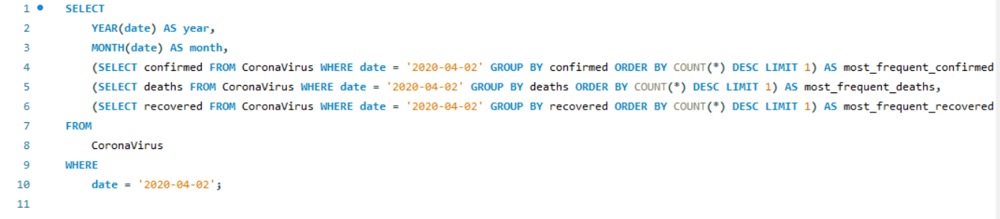 1 SELECT
2 YEAR(date) AS year,
3 MONTH(date) AS month,
4 (SELECT confirmed FROM CoronaVirus WHERE date = '2020-04-02' GROUP BY confirmed ORDER BY COUNT(*) DESC LIMIT 1) AS most_frequent_confirmed
5 (SELECT deaths FROM CoronaVirus WHERE date = '2020-04-02' GROUP BY deaths ORDER BY COUNT(*) DESC LIMIT 1) AS most_frequent_deaths,
6 (SELECT recovered FROM CoronaVirus WHERE date = '2020-04-02' GROUP BY recovered ORDER BY COUNT(*) DESC LIMIT 1) AS most_frequent_recovered
7 FROM
8 CoronaVirus
9 WHERE
10 date = '2020-04-02';
11